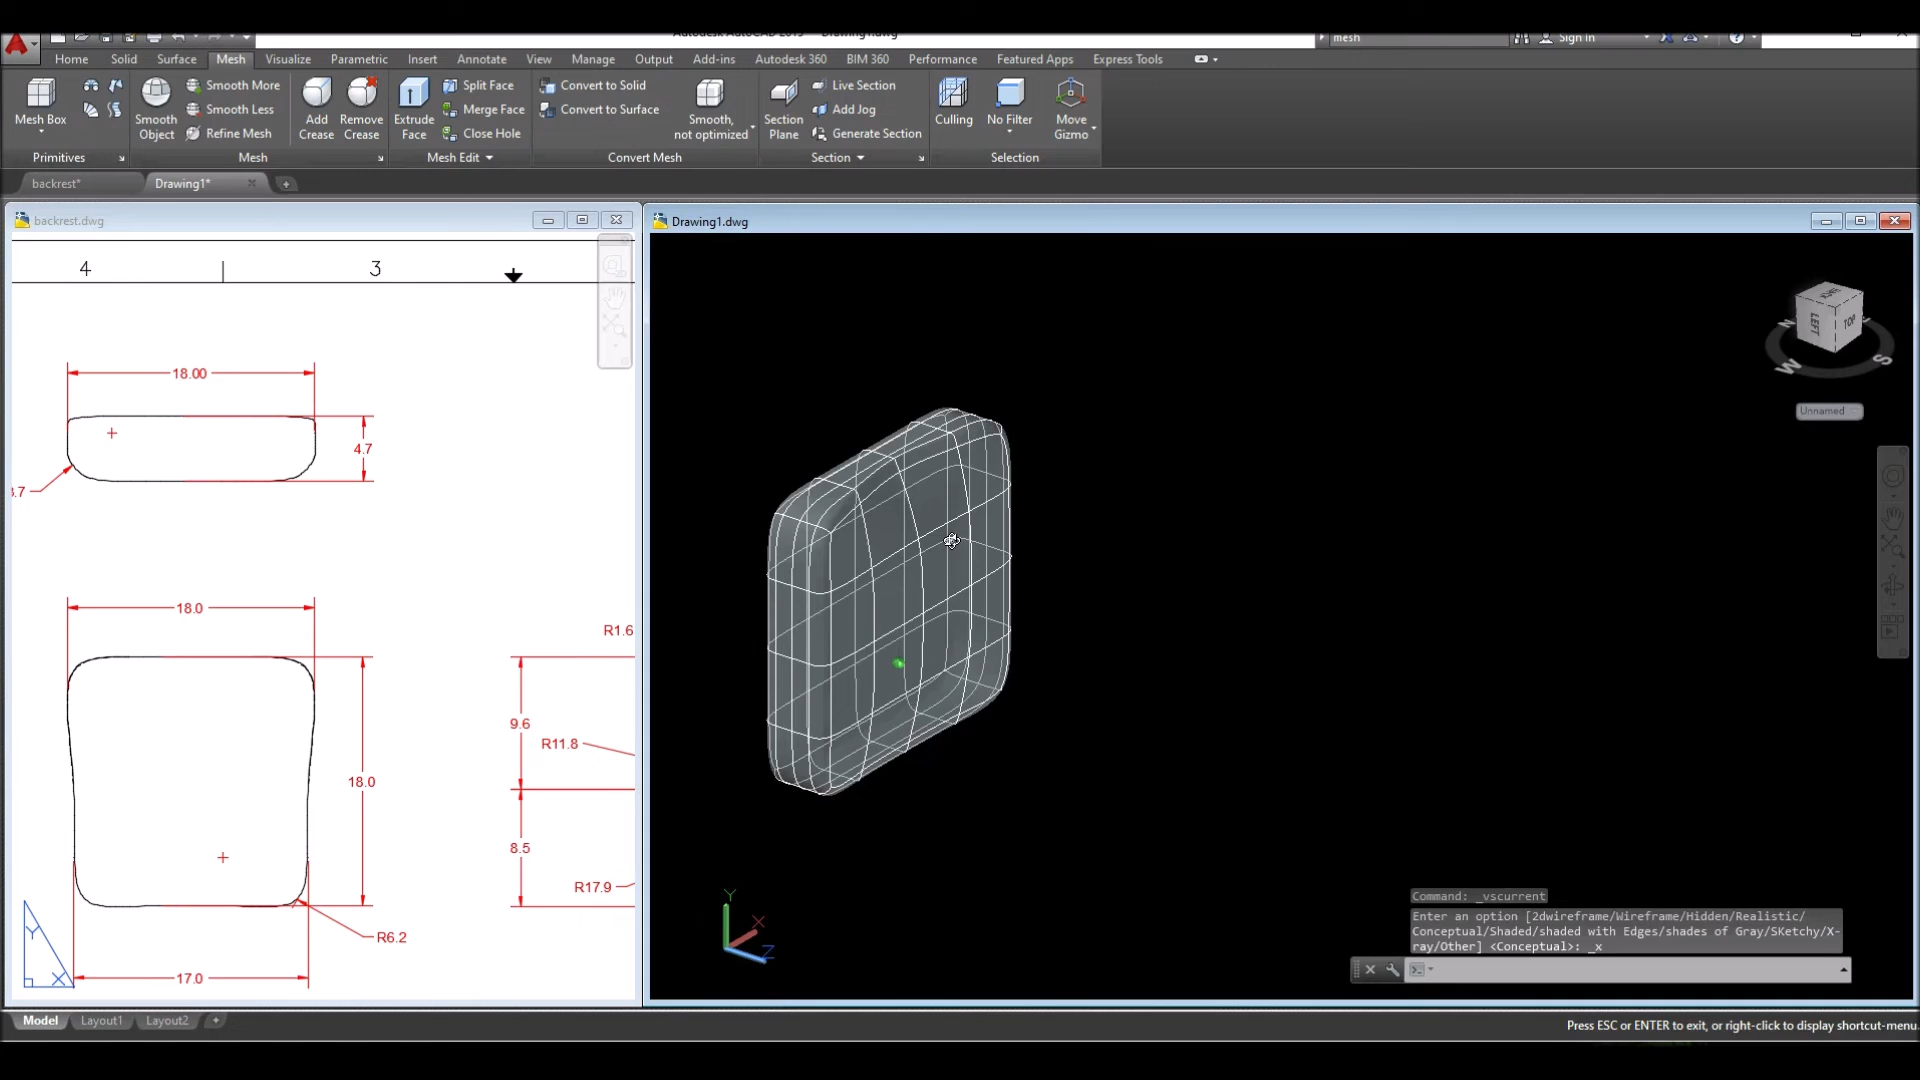 mesh
Sign In
Home Solid Surface Mesh Visualize Parametric Insert Annotate View Manage Output Add-ins Autodesk 360 BIM 360 Performance Featured Apps Express Tools
Mesh Box
Smooth Object
Smooth More
Smooth Less
Refine Mesh
Add Crease
Remove Crease
Extrude Face
Split Face
Merge Face
Close Hole
Convert to Solid
Convert to Surface
Smooth, not optimized
Section Plane
Live Section
Add Jog
Generate Section
Culling
No Filter
Move Gizmo
Primitives Mesh Mesh Edit Convert Mesh Section Selection
backrest* Drawing1*
backrest.dwg
4 3
18.00
4.7
3.7
18.0
R1.6
9.6
R11.8
18.0
8.5
R17.9
R6.2
17.0
Y
X
Drawing1.dwg
BACK
LEFT TOP
N
W S
Unnamed
Y
X
Z
Command: _vscurrent
Enter an option [2dwireframe/Wireframe/Hidden/Realistic/
Conceptual/Shaded/shaded with Edges/shades of Gray/SKetchy/X-
ray/Other] <Conceptual>: _x
Model Layout1 Layout2
Press ESC or ENTER to exit, or right-click to display shortcut-menu.